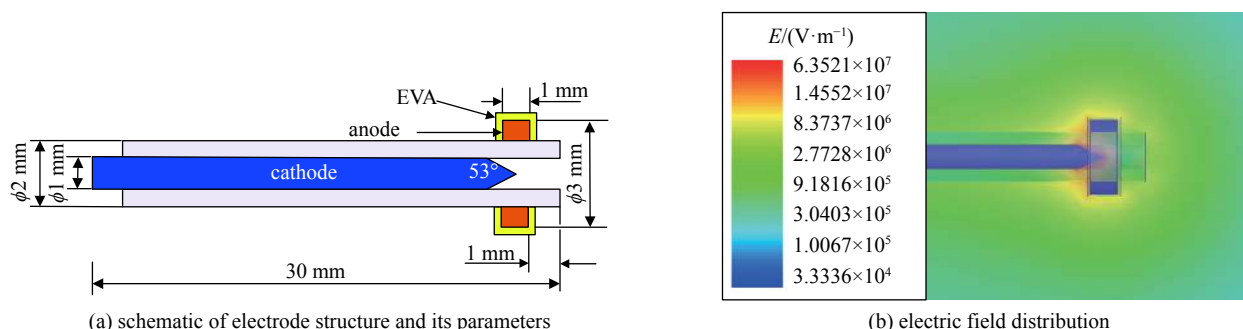 EVA
1 mm
anode
ϕ2 mm
ϕ1 mm
cathode
53°
ϕ3 mm
1 mm
30 mm
(a) schematic of electrode structure and its parameters
E/(V·m⁻¹)
6.3521×10⁷
1.4552×10⁷
8.3737×10⁶
2.7728×10⁶
9.1816×10⁵
3.0403×10⁵
1.0067×10⁵
3.3336×10⁴
(b) electric field distribution